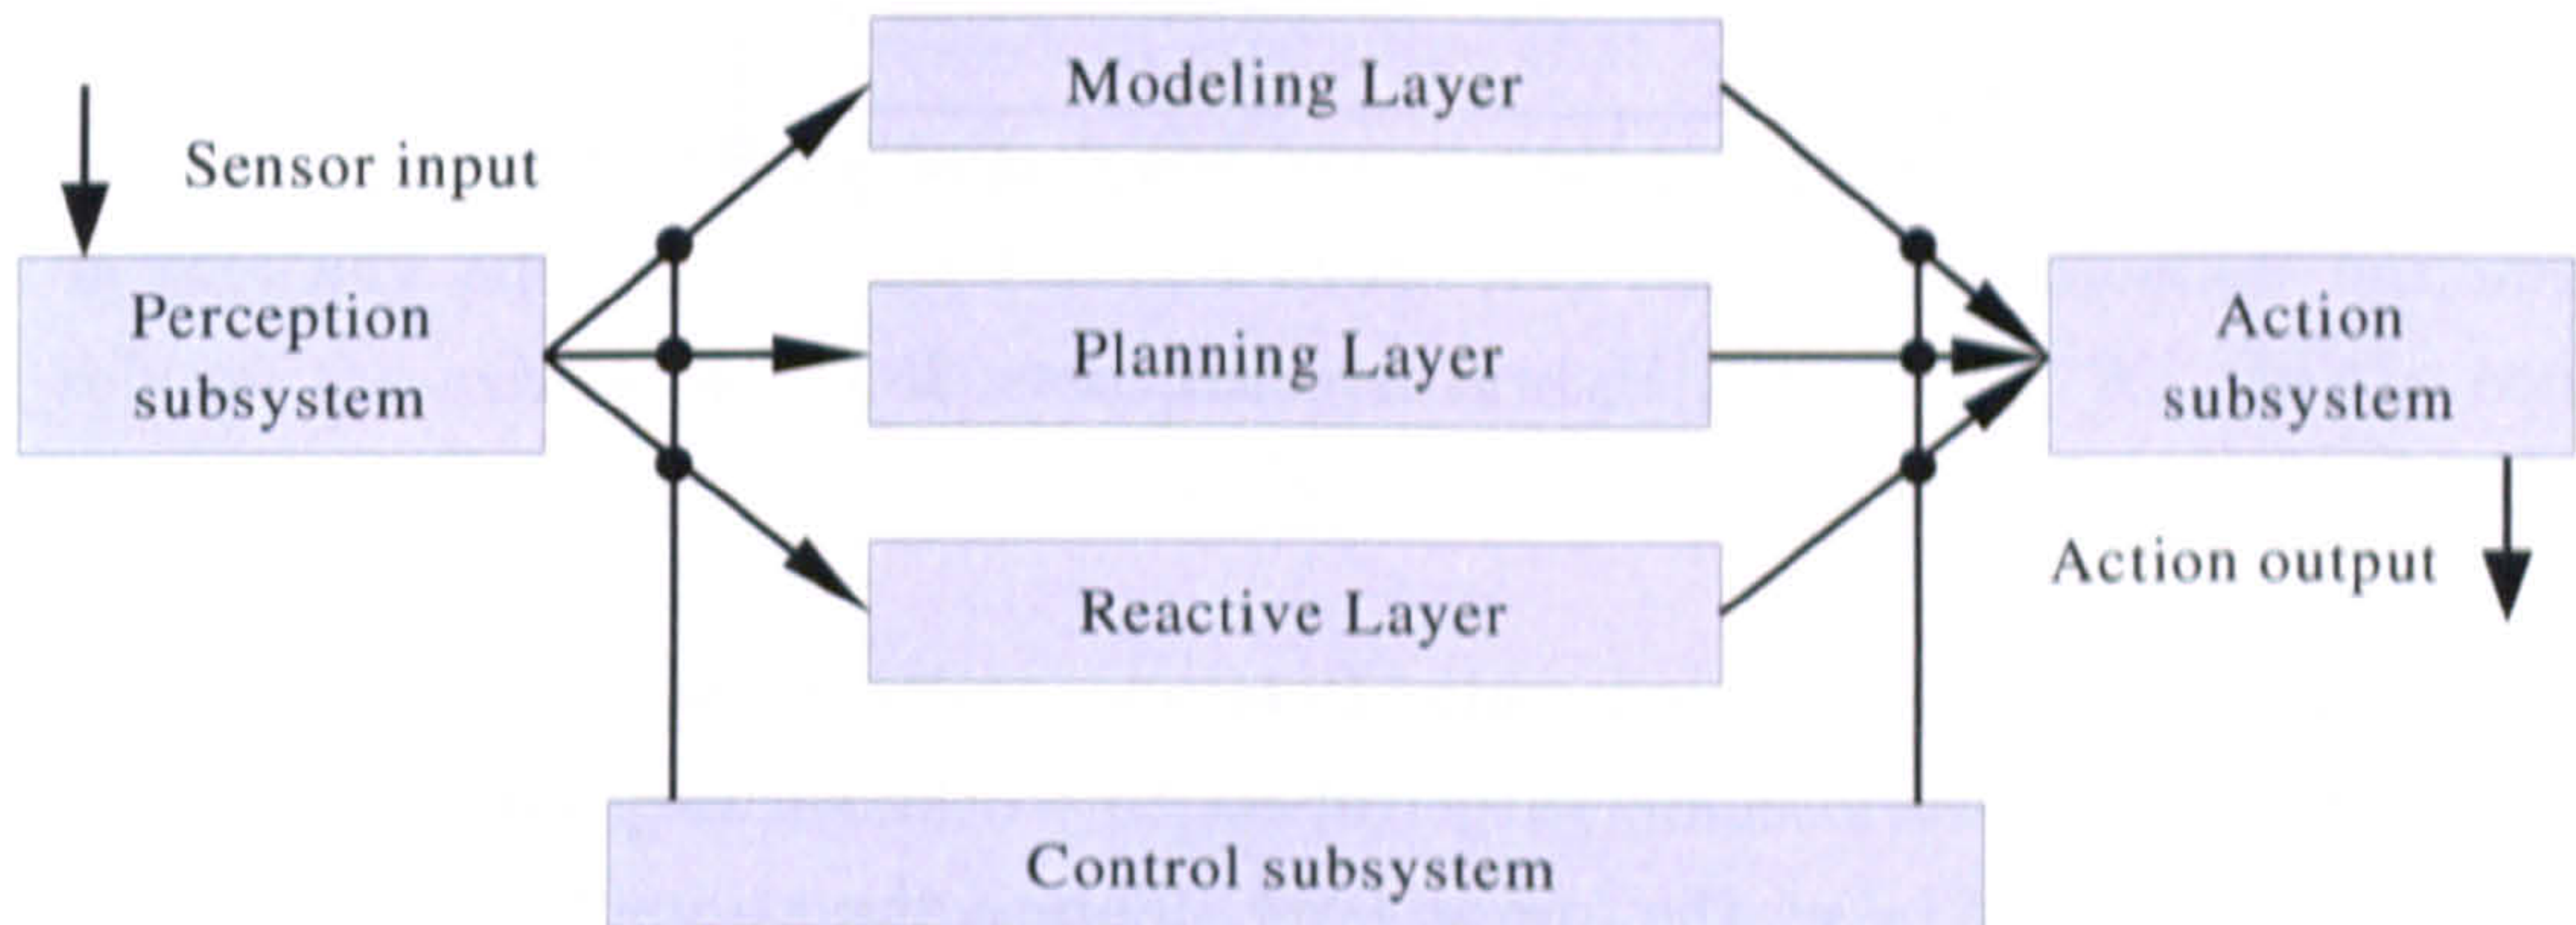 Modeling Layer
Sensor input
Perception
subsystem
Planning Layer
Action
subsystem
Reactive Layer
Action output
Control subsystem